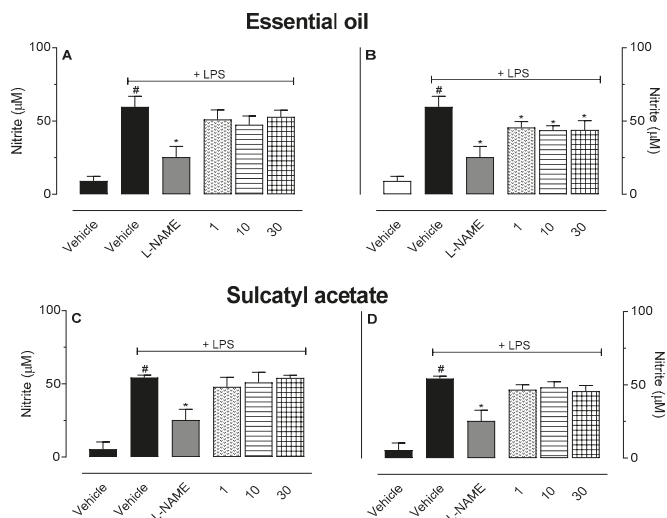 Essential oil
A
B
+ LPS
+ LPS
100
50
0
Nitrite (µM)
#
*
#
*
*
*
*
100
50
0
Nitrite (µM)
Vehicle
Vehicle
L-NAME
1
10
30
Vehicle
Vehicle
L-NAME
1
10
30
Sulcatyl acetate
C
D
+ LPS
+ LPS
100
50
0
Nitrite (µM)
#
*
#
*
100
50
0
Nitrite (µM)
Vehicle
Vehicle
L-NAME
1
10
30
Vehicle
Vehicle
L-NAME
1
10
30